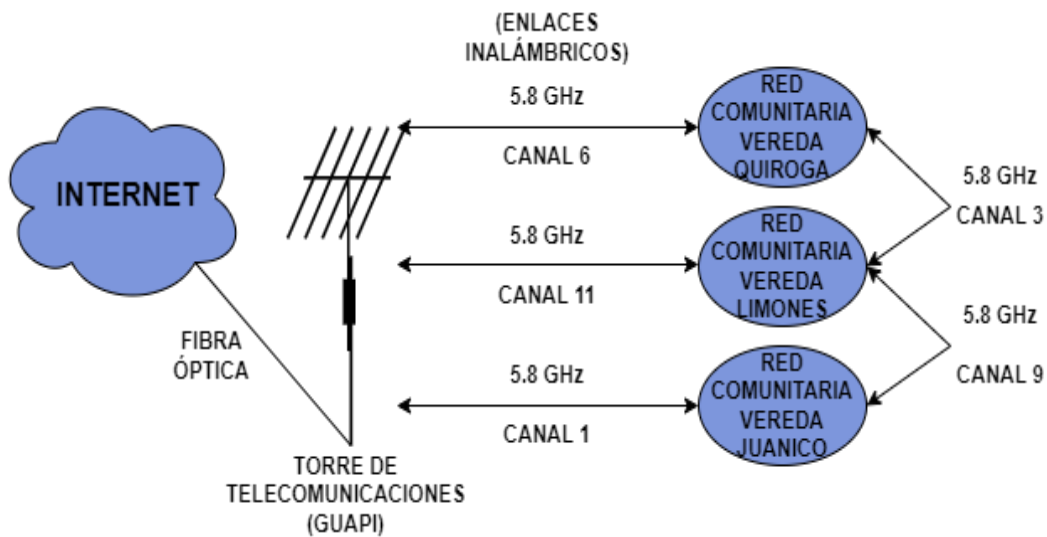 (ENLACES
INALÁMBRICOS)
INTERNET
FIBRA
ÓPTICA
TORRE DE
TELECOMUNICACIONES
(GUAPI)
5.8 GHz
CANAL 6
5.8 GHz
CANAL 11
5.8 GHz
CANAL 1
RED
COMUNITARIA
VEREDA
QUIROGA
RED
COMUNITARIA
VEREDA
LIMONES
RED
COMUNITARIA
VEREDA
JUANICO
5.8 GHz
CANAL 3
5.8 GHz
CANAL 9